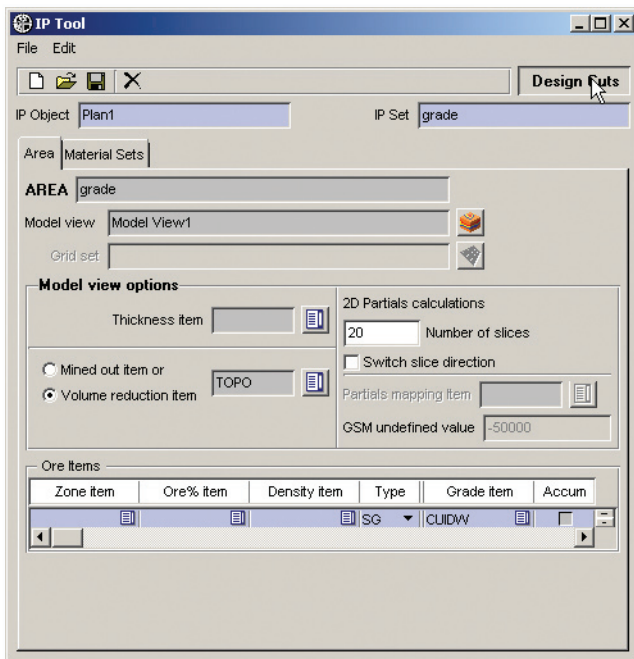 IP Tool
File Edit
Design Cuts
IP Object Plan1 IP Set grade
Area Material Sets
AREA grade
Model view Model View1
Grid set
Model view options
Thickness item
2D Partials calculations
20 Number of slices
Switch slice direction
Mined out item or
Volume reduction item
TOPO
Partials mapping item
GSM undefined value -50000
Ore Items
Zone item Ore% item Density item Type Grade item Accum
SG CUIDW